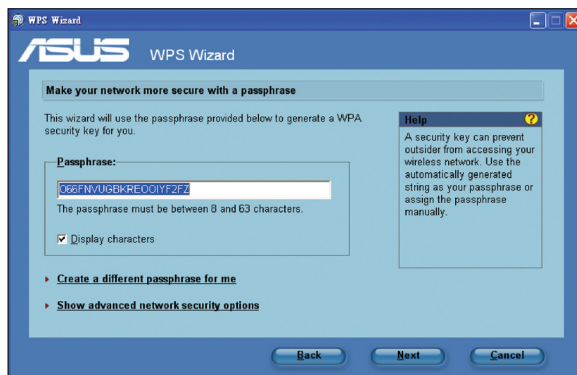 WPS Wizard
ASUS WPS Wizard
Make your network more secure with a passphrase
This wizard will use the passphrase provided below to generate a WPA
security key for you.
Passphrase:
O66FNVUGBKREOOIYF2FZ
The passphrase must be between 8 and 63 characters.
Display characters
Create a different passphrase for me
Show advanced network security options
Help
A security key can prevent
outsider from accessing your
wireless network. Use the
automatically generated
string as your passphrase or
assign the passphrase
manually.
Back Next Cancel